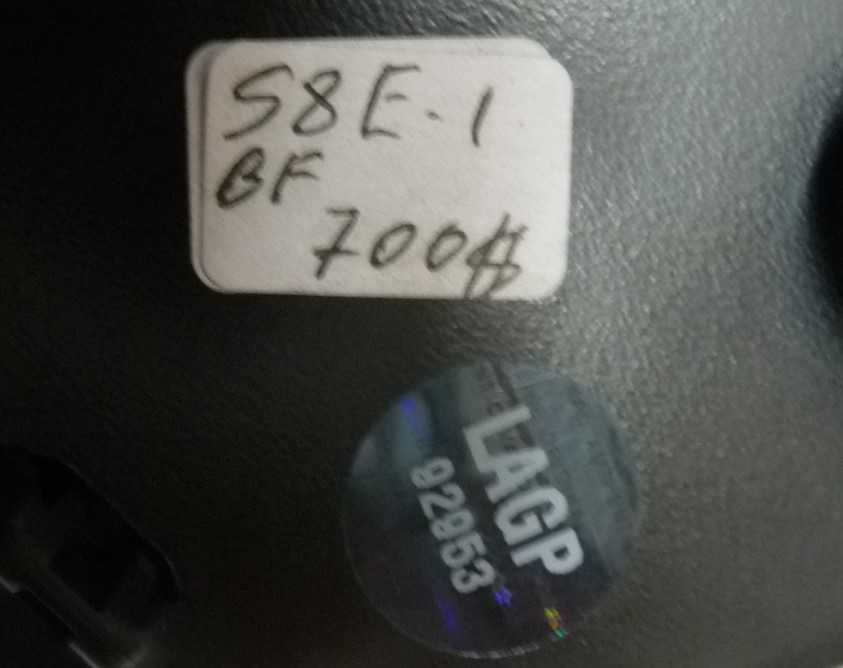 S8E-1
BF
700$
LAGP
92953